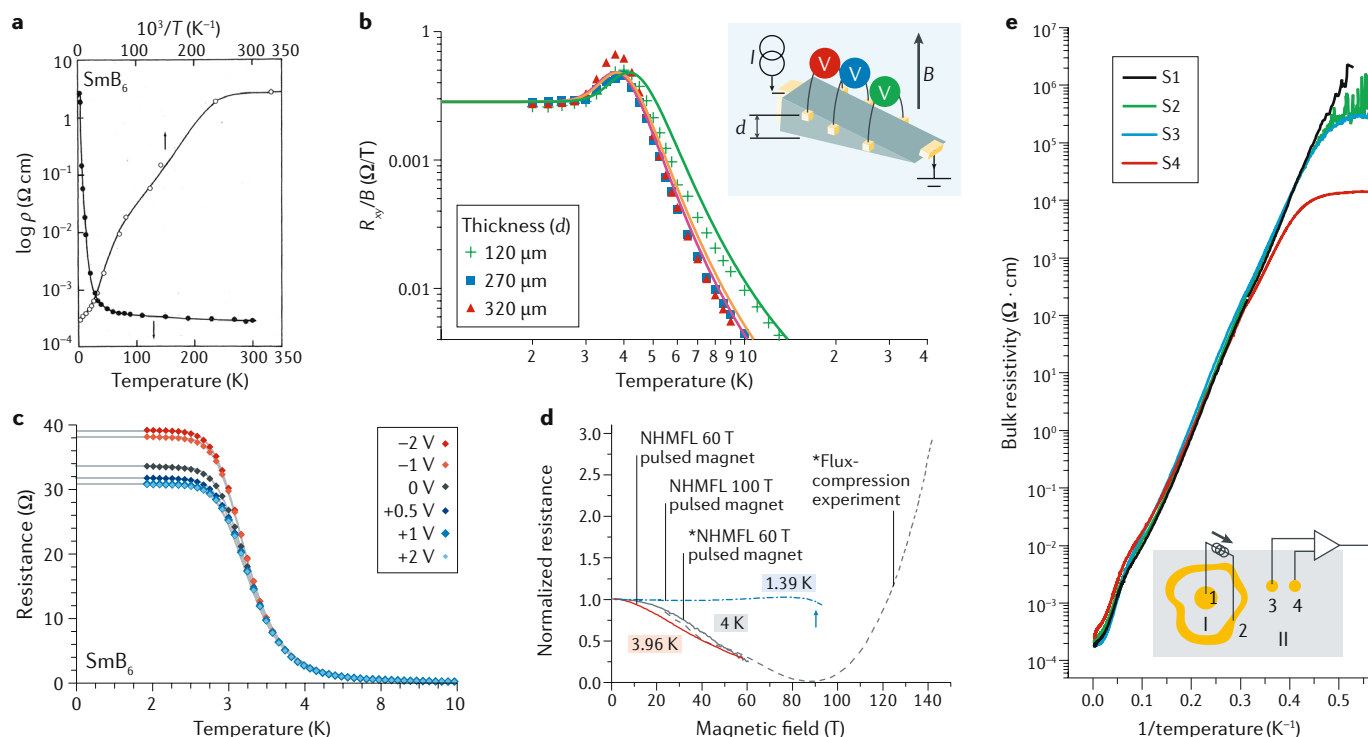 a
10³/T (K⁻¹)
0 100 200 300 350
SmB₆
log ρ (Ω cm)
10
1
10⁻¹
10⁻²
10⁻³
10⁻⁴
0 100 200 300 350
Temperature (K)
b
R_xy/B (Ω/T)
1
0.001
0.01
Thickness (d)
120 μm
270 μm
320 μm
2 3 4 5 6 7 8 9 10 2 3 4
Temperature (K)
I
V
V
V
B
d
c
Resistance (Ω)
40
30
20
10
0
−2 V
−1 V
0 V
+0.5 V
+1 V
+2 V
SmB₆
0 2 3 4 6 8 10
Temperature (K)
d
Normalized resistance
3.0
2.5
2.0
1.5
1.0
0.5
0.0
NHMFL 60 T
pulsed magnet
NHMFL 100 T
pulsed magnet
*NHMFL 60 T
pulsed magnet
*Flux-
compression
experiment
1.39 K
4 K
3.96 K
0 20 40 60 80 100 120 140
Magnetic field (T)
e
Bulk resistivity (Ω · cm)
10⁷
10⁶
10⁵
10⁴
10³
10²
10¹
10⁰
10⁻¹
10⁻²
10⁻³
10⁻⁴
S1
S2
S3
S4
1
I
2
3
4
II
0.0 0.1 0.2 0.3 0.4 0.5
1/temperature (K⁻¹)